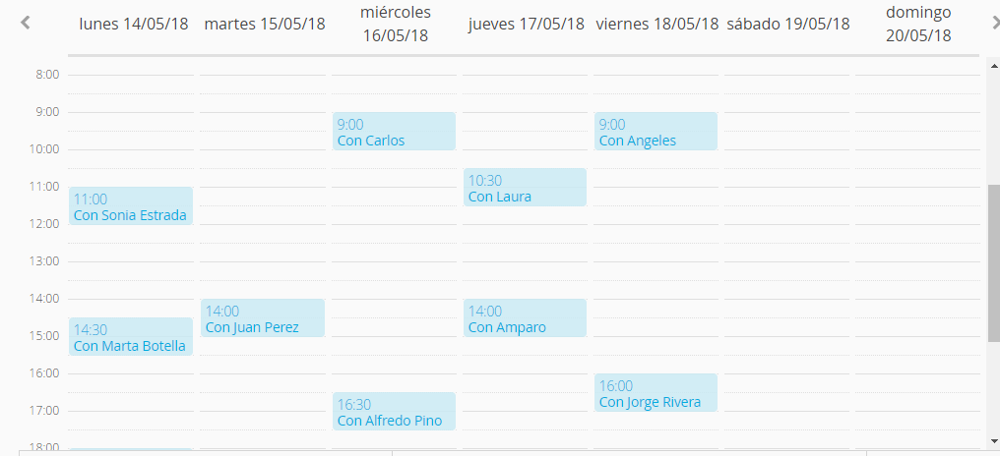 lunes 14/05/18
martes 15/05/18
miércoles
16/05/18
jueves 17/05/18
viernes 18/05/18
sábado 19/05/18
domingo
20/05/18
8:00
9:00
9:00
Con Carlos
9:00
Con Angeles
10:00
10:30
Con Laura
11:00
11:00
Con Sonia Estrada
12:00
13:00
14:00
14:00
Con Juan Perez
14:00
Con Amparo
14:30
Con Marta Botella
15:00
16:00
16:00
Con Jorge Rivera
16:30
Con Alfredo Pino
17:00
18:00